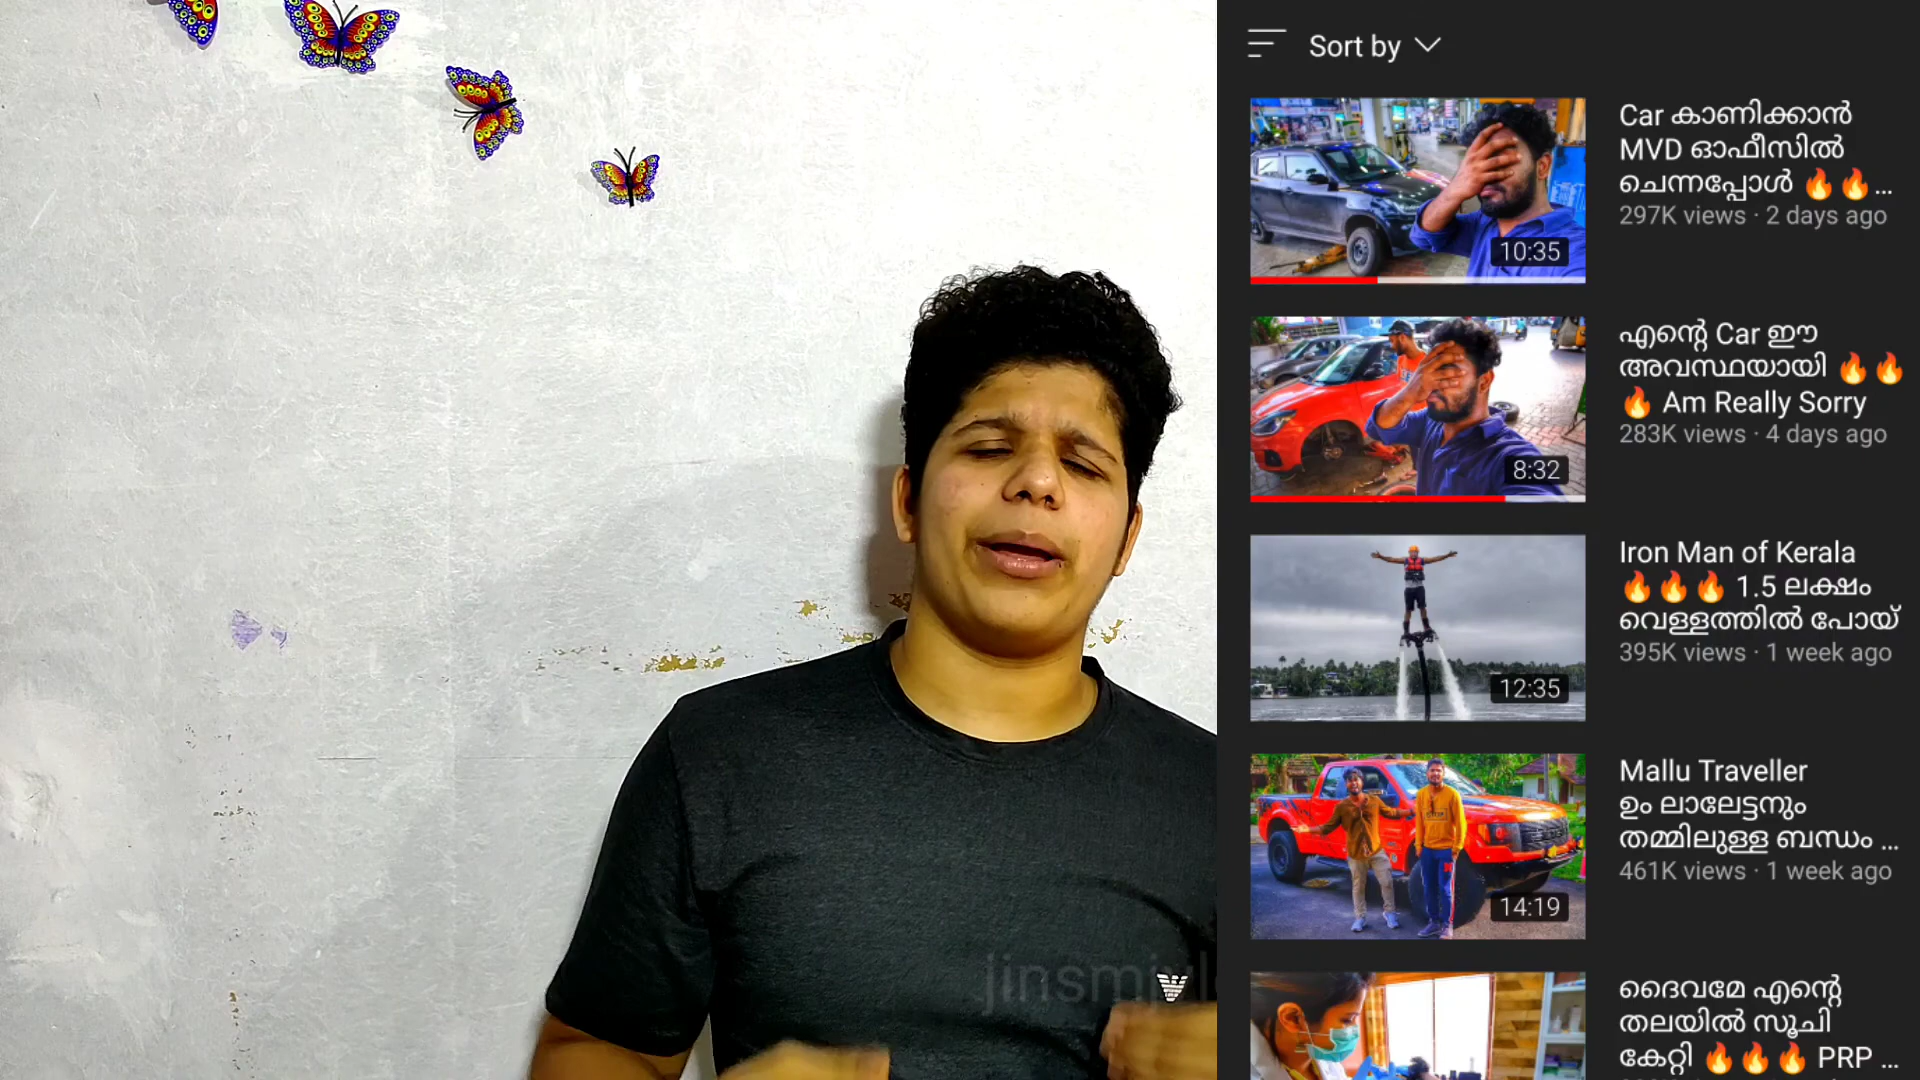 Sort by
Car കാണിക്കാൻ
MVD ഓഫീസിൽ
ചെന്നപ്പോൾ 🔥🔥...
297K views · 2 days ago
10:35
എന്റെ Car ഈ
അവസ്ഥയായി 🔥🔥
🔥 Am Really Sorry
283K views · 4 days ago
8:32
Iron Man of Kerala
🔥🔥🔥 1.5 ലക്ഷം
വെള്ളത്തിൽ പോയ്
395K views · 1 week ago
12:35
Mallu Traveller
ഉം ലാലേട്ടനും
തമ്മിലുള്ള ബന്ധം ...
461K views · 1 week ago
14:19
ദൈവമേ എന്റെ
തലയിൽ സൂചി
കേറ്റി 🔥🔥🔥 PRP ...